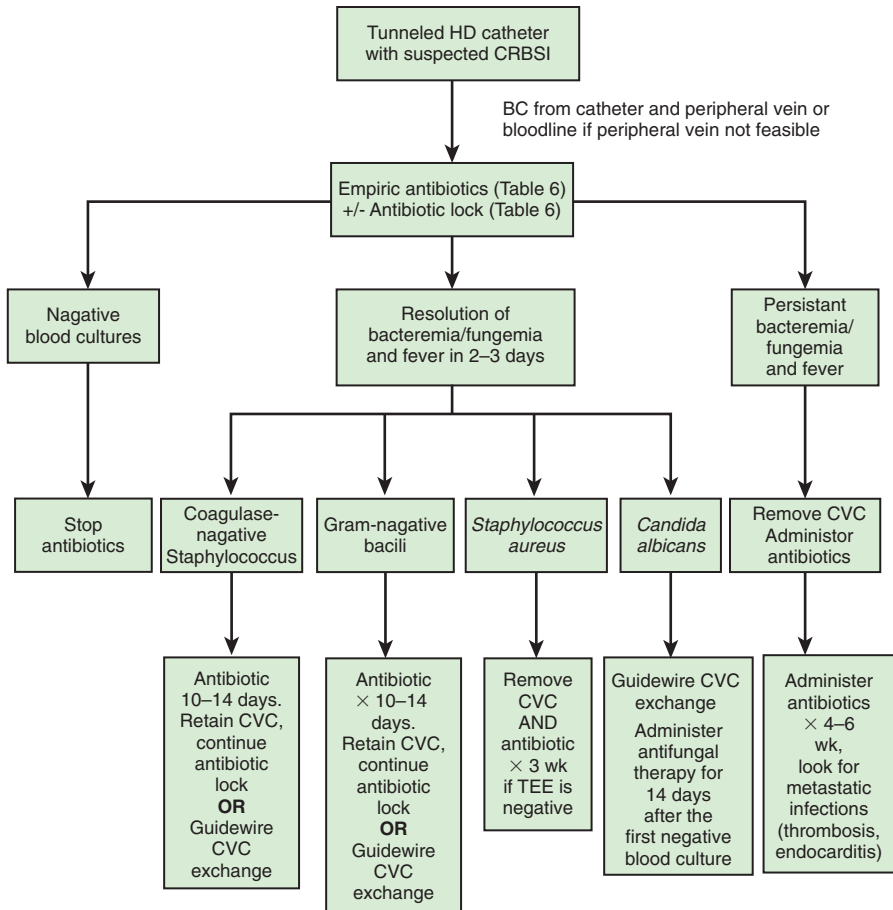 Tunneled HD catheter
with suspected CRBSI
BC from catheter and peripheral vein or
bloodline if peripheral vein not feasible
Empiric antibiotics (Table 6)
+/- Antibiotic lock (Table 6)
Nagative
blood cultures
Resolution of
bacteremia/fungemia
and fever in 2–3 days
Persistant
bacteremia/
fungemia
and fever
Stop
antibiotics
Coagulase-
nagative
Staphylococcus
Gram-nagative
bacili
Staphylococcus
aureus
Candida
albicans
Remove CVC
Administor
antibiotics
Antibiotic
10–14 days.
Retain CVC,
continue
antibiotic
lock
OR
Guidewire
CVC
exchange
Antibiotic
× 10–14
days.
Retain CVC,
continue
antibiotic
lock
OR
Guidewire
CVC
exchange
Remove
CVC
AND
antibiotic
× 3 wk
if TEE is
negative
Guidewire CVC
exchange
Administer
antifungal
therapy for
14 days
after the
first negative
blood culture
Administer
antibiotics
× 4–6
wk,
look for
metastatic
infections
(thrombosis,
endocarditis)